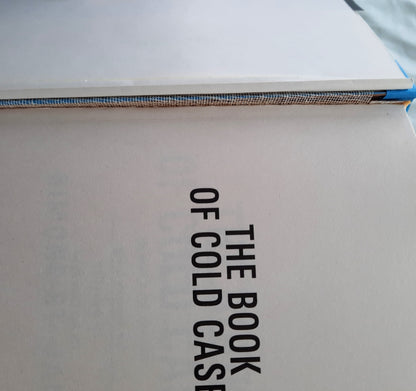 THE BOOK
OF COLD CASE